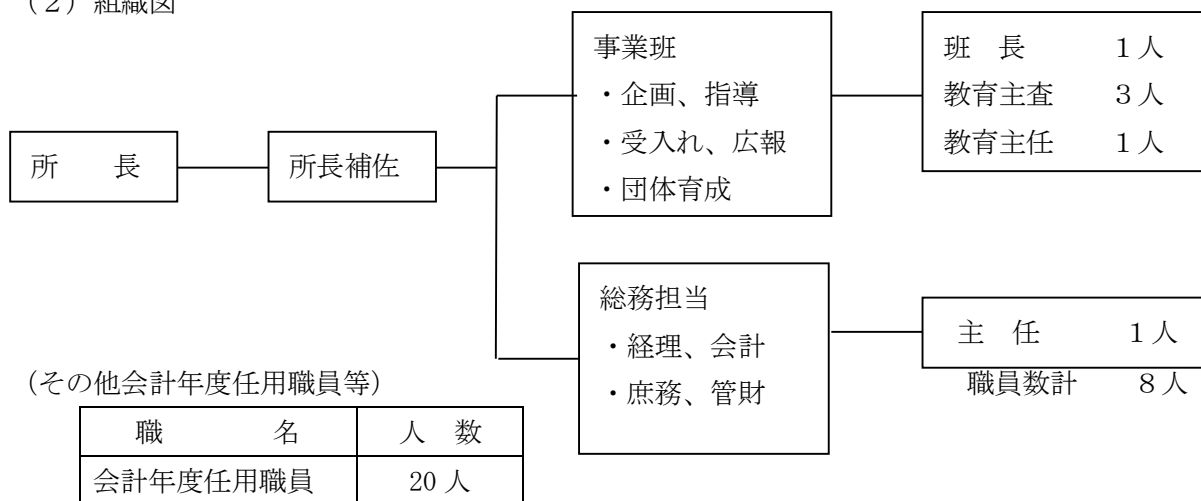 (2)組織図
所　　長
所長補佐
事業班
・企画、指導
・受入れ、広報
・団体育成
班　長　　　1人
教育主査　　3人
教育主任　　1人
総務担当
・経理、会計
・庶務、管財
主　任　　　　1人
職員数計　　　8人
(その他会計年度任用職員等)
職　　　　名　　人　数
会計年度任用職員　　20人